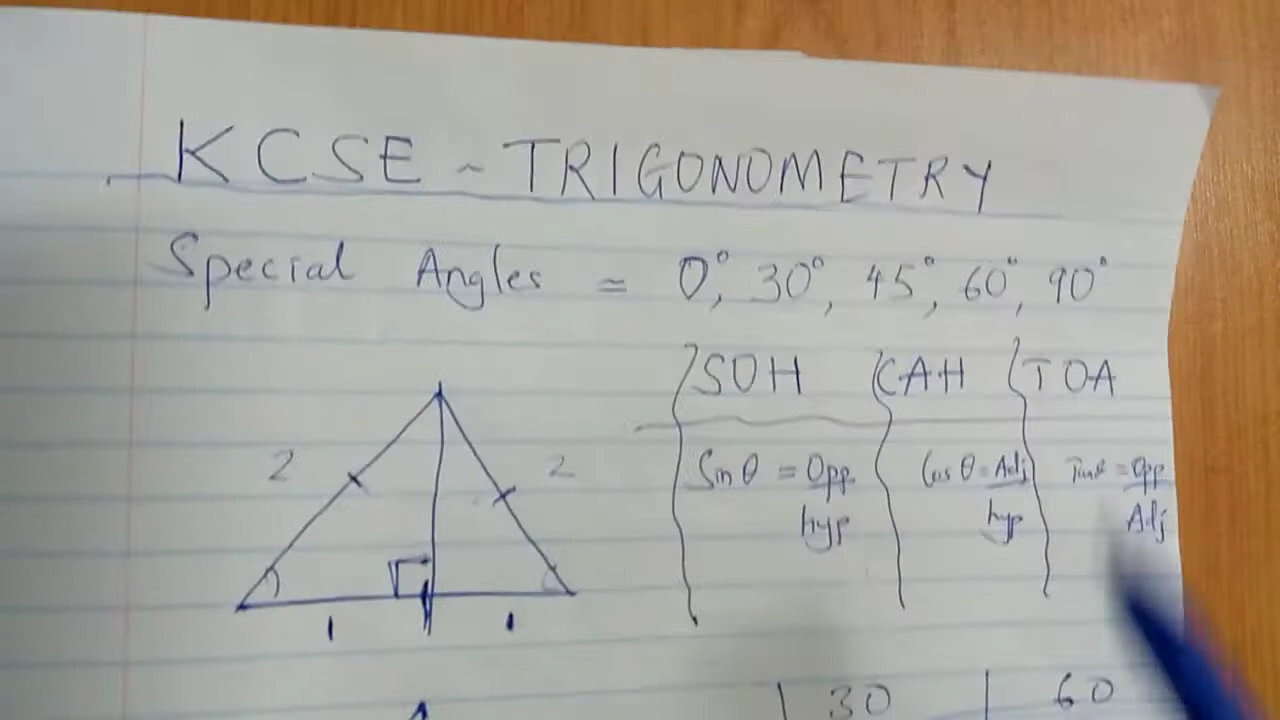 KCSE ~ TRIGONOMETRY
Special Angles = 0°, 30°, 45°, 60°, 90°
SOH CAH TOA
2 2
Sin θ = Opp Cos θ = Adj Tan θ = Opp
hyp hyp Adj
1 1
30 60